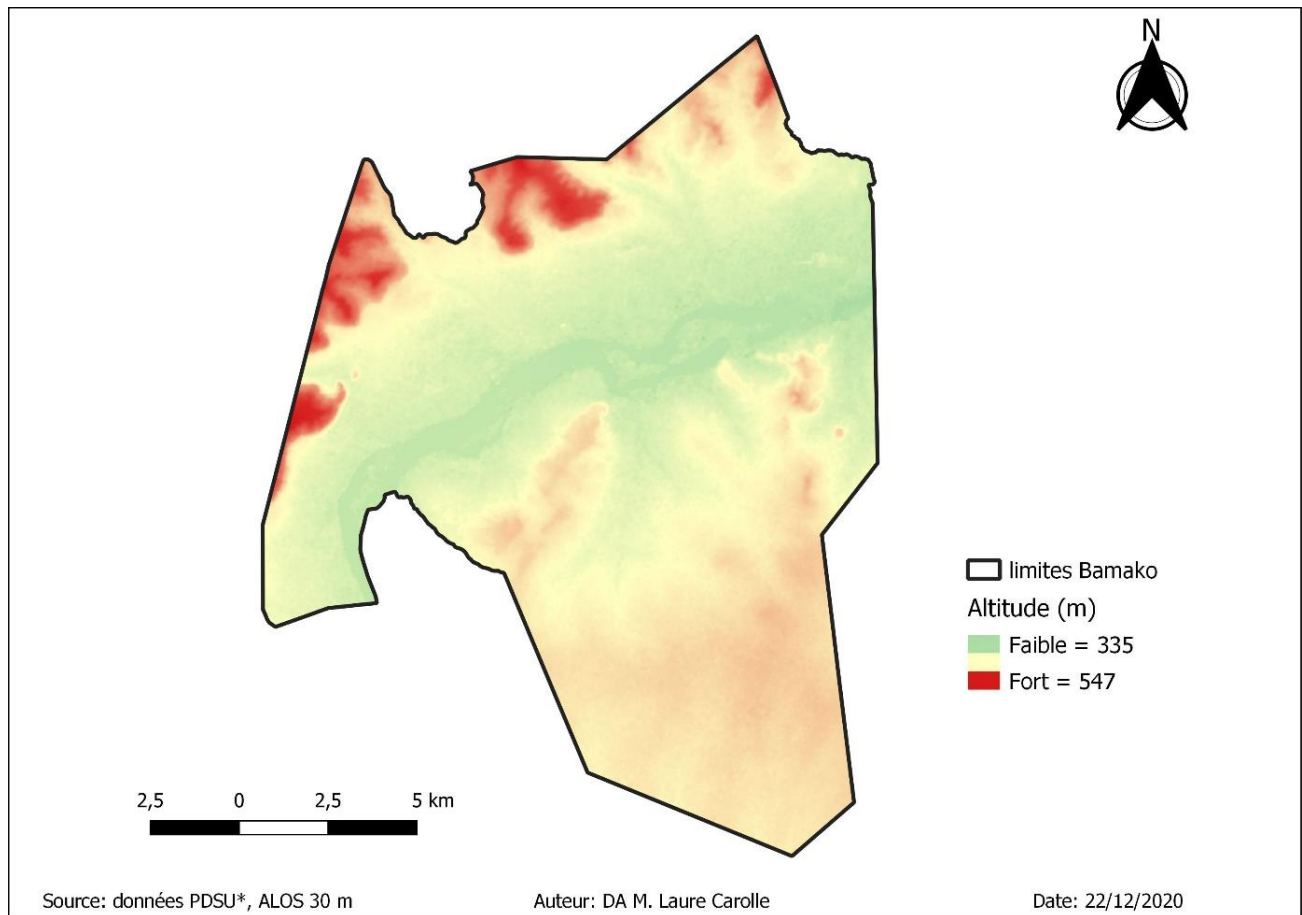 N
limites Bamako
Altitude (m)
Faible = 335
Fort = 547
2,5 0 2,5 5 km
Source: données PDSU*, ALOS 30 m
Auteur: DA M. Laure Carolle
Date: 22/12/2020